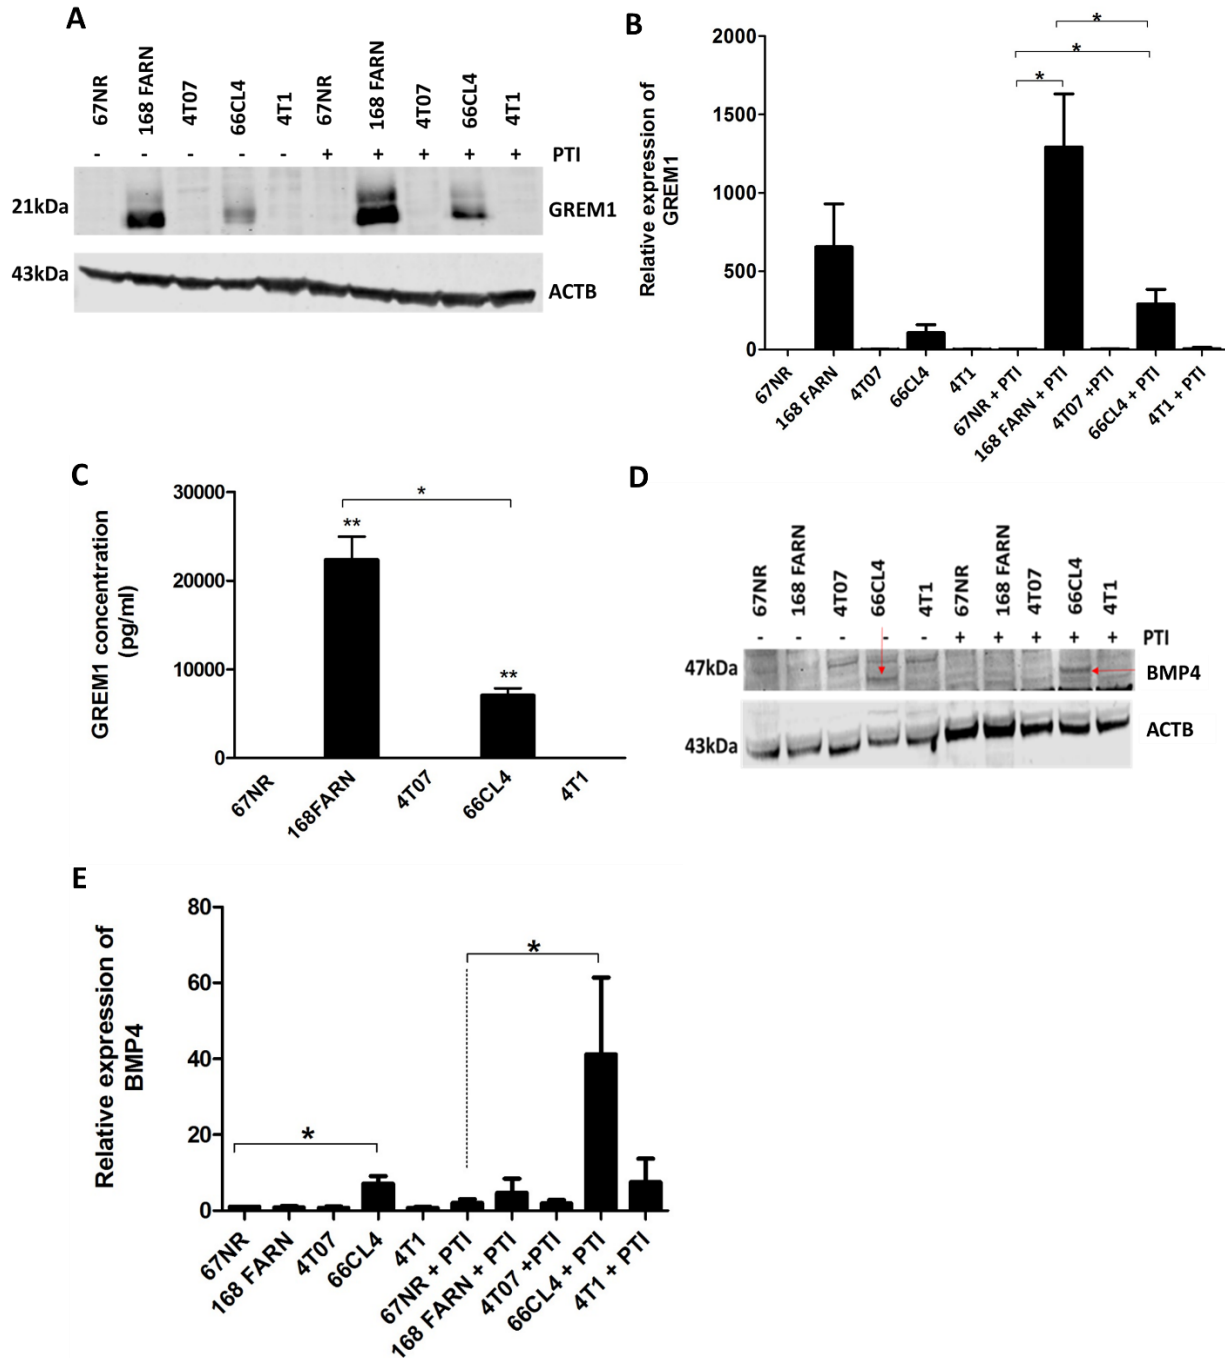 A
67NR
168 FARN
4T07
66CL4
4T1
67NR
168 FARN
4T07
66CL4
4T1
- - - - - + + + + + PTI
21kDa
GREM1
43kDa
ACTB
B
Relative expression of
GREM1
2000
1500
1000
500
0
*
*
*
67NR
168 FARN
4T07
66CL4
4T1
67NR + PTI
168 FARN + PTI
4T07 +PTI
66CL4 + PTI
4T1 + PTI
C
GREM1 concentration
(pg/ml)
30000
20000
10000
0
*
**
**
67NR
168FARN
4T07
66CL4
4T1
D
67NR
168 FARN
4T07
66CL4
4T1
67NR
168 FARN
4T07
66CL4
4T1
- - - - - + + + + + PTI
47kDa
BMP4
43kDa
ACTB
E
Relative expression of
BMP4
80
60
40
20
0
*
*
67NR
168 FARN
4T07
66CL4
4T1
67NR + PTI
168 FARN + PTI
4T07 +PTI
66CL4 + PTI
4T1 + PTI